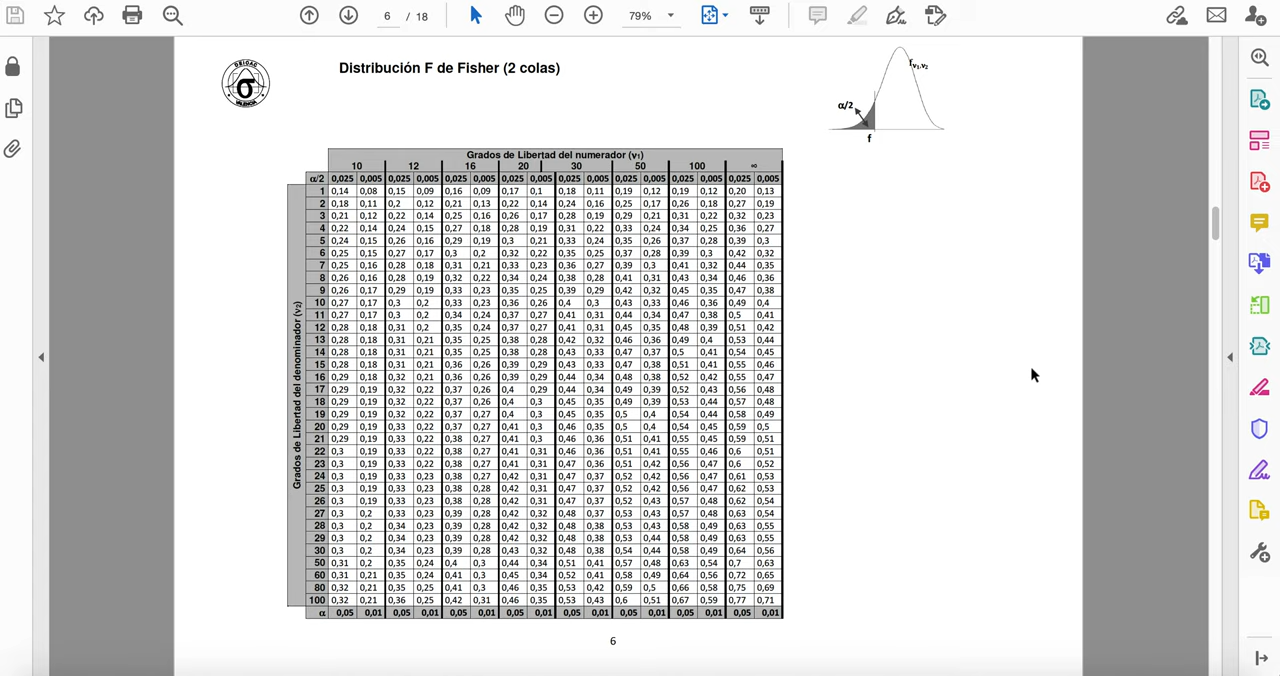 6 / 18
79%
DBIOAC
σ
VALENCIA
Distribución F de Fisher (2 colas)
fν₁,ν₂
α/2
f
Grados de Libertad del numerador (ν₁)
10 12 16 20 30 50 100 ∞
α/2 0,025 0,005 0,025 0,005 0,025 0,005 0,025 0,005 0,025 0,005 0,025 0,005 0,025 0,005 0,025 0,005
Grados de Libertad del denominador (ν₂)
1 0,14 0,08 0,15 0,09 0,16 0,09 0,17 0,1 0,18 0,11 0,19 0,12 0,19 0,12 0,20 0,13
2 0,18 0,11 0,2 0,12 0,21 0,13 0,22 0,14 0,24 0,16 0,25 0,17 0,26 0,18 0,27 0,19
3 0,21 0,12 0,22 0,14 0,25 0,16 0,26 0,17 0,28 0,19 0,29 0,21 0,31 0,22 0,32 0,23
4 0,22 0,14 0,24 0,15 0,27 0,18 0,28 0,19 0,31 0,22 0,33 0,24 0,34 0,25 0,36 0,27
5 0,24 0,15 0,26 0,16 0,29 0,19 0,3 0,21 0,33 0,24 0,35 0,26 0,37 0,28 0,39 0,3
6 0,25 0,15 0,27 0,17 0,3 0,2 0,32 0,22 0,35 0,25 0,37 0,28 0,39 0,3 0,42 0,32
7 0,25 0,16 0,28 0,18 0,31 0,21 0,33 0,23 0,36 0,27 0,39 0,3 0,41 0,32 0,44 0,35
8 0,26 0,16 0,28 0,19 0,32 0,22 0,34 0,24 0,38 0,28 0,41 0,31 0,43 0,34 0,46 0,36
9 0,26 0,17 0,29 0,19 0,33 0,23 0,35 0,25 0,39 0,29 0,42 0,32 0,45 0,35 0,47 0,38
10 0,27 0,17 0,3 0,2 0,33 0,23 0,36 0,26 0,4 0,3 0,43 0,33 0,46 0,36 0,49 0,4
11 0,27 0,17 0,3 0,2 0,34 0,24 0,37 0,27 0,41 0,31 0,44 0,34 0,47 0,38 0,5 0,41
12 0,28 0,18 0,31 0,2 0,35 0,24 0,37 0,27 0,41 0,31 0,45 0,35 0,48 0,39 0,51 0,42
13 0,28 0,18 0,31 0,21 0,35 0,25 0,38 0,28 0,42 0,32 0,46 0,36 0,49 0,4 0,53 0,44
14 0,28 0,18 0,31 0,21 0,35 0,25 0,38 0,28 0,43 0,33 0,47 0,37 0,5 0,41 0,54 0,45
15 0,28 0,18 0,31 0,21 0,36 0,26 0,39 0,29 0,43 0,33 0,47 0,38 0,51 0,41 0,55 0,46
16 0,29 0,18 0,32 0,21 0,36 0,26 0,39 0,29 0,44 0,34 0,48 0,38 0,52 0,42 0,55 0,47
17 0,29 0,19 0,32 0,22 0,37 0,26 0,4 0,29 0,44 0,34 0,49 0,39 0,52 0,43 0,56 0,48
18 0,29 0,19 0,32 0,22 0,37 0,26 0,4 0,3 0,45 0,35 0,49 0,39 0,53 0,44 0,57 0,48
19 0,29 0,19 0,32 0,22 0,37 0,27 0,4 0,3 0,45 0,35 0,5 0,4 0,54 0,44 0,58 0,49
20 0,29 0,19 0,33 0,22 0,37 0,27 0,41 0,3 0,46 0,35 0,5 0,4 0,54 0,45 0,59 0,5
21 0,29 0,19 0,33 0,22 0,38 0,27 0,41 0,3 0,46 0,36 0,51 0,41 0,55 0,45 0,59 0,51
22 0,3 0,19 0,33 0,22 0,38 0,27 0,41 0,31 0,46 0,36 0,51 0,41 0,55 0,46 0,6 0,51
23 0,3 0,19 0,33 0,22 0,38 0,27 0,41 0,31 0,47 0,36 0,51 0,42 0,56 0,47 0,6 0,52
24 0,3 0,19 0,33 0,23 0,38 0,27 0,42 0,31 0,47 0,37 0,52 0,42 0,56 0,47 0,61 0,53
25 0,3 0,19 0,33 0,23 0,38 0,28 0,42 0,31 0,47 0,37 0,52 0,42 0,56 0,47 0,62 0,53
26 0,3 0,19 0,33 0,23 0,38 0,28 0,42 0,31 0,47 0,37 0,52 0,43 0,57 0,48 0,62 0,54
27 0,3 0,2 0,33 0,23 0,39 0,28 0,42 0,32 0,48 0,37 0,53 0,43 0,57 0,48 0,63 0,54
28 0,3 0,2 0,34 0,23 0,39 0,28 0,42 0,32 0,48 0,38 0,53 0,43 0,58 0,49 0,63 0,55
29 0,3 0,2 0,34 0,23 0,39 0,28 0,42 0,32 0,48 0,38 0,53 0,44 0,58 0,49 0,63 0,55
30 0,3 0,2 0,34 0,23 0,39 0,28 0,43 0,32 0,48 0,38 0,54 0,44 0,58 0,49 0,64 0,56
50 0,31 0,2 0,35 0,24 0,4 0,3 0,44 0,34 0,51 0,41 0,57 0,48 0,63 0,54 0,7 0,63
60 0,31 0,21 0,35 0,24 0,41 0,3 0,45 0,34 0,52 0,41 0,58 0,49 0,64 0,56 0,72 0,65
80 0,32 0,21 0,35 0,25 0,41 0,3 0,46 0,35 0,53 0,42 0,59 0,5 0,66 0,58 0,75 0,69
100 0,32 0,21 0,36 0,25 0,42 0,31 0,46 0,35 0,53 0,43 0,6 0,51 0,67 0,59 0,77 0,71
α 0,05 0,01 0,05 0,01 0,05 0,01 0,05 0,01 0,05 0,01 0,05 0,01 0,05 0,01 0,05 0,01
6